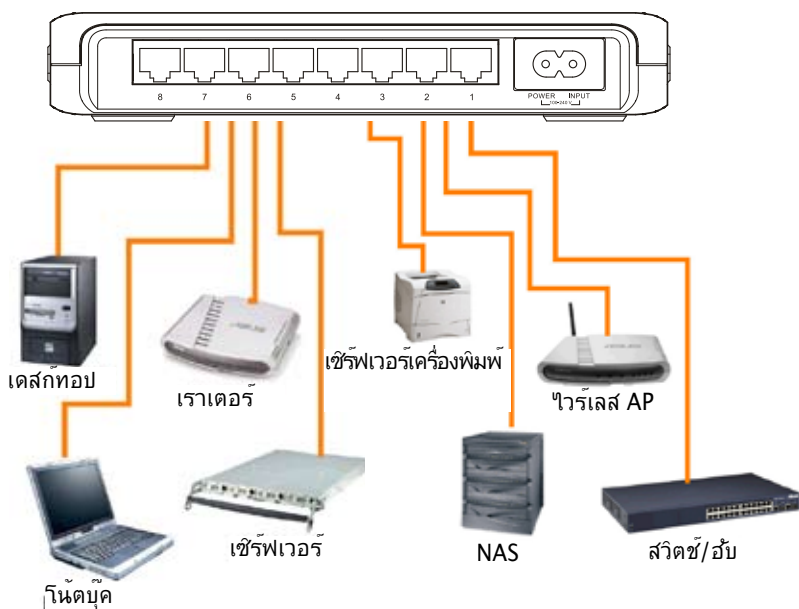 8 7 6 5 4 3 2 1
POWER INPUT
100-240 V
เดสก์ทอป
เราเตอร์
เซิร์ฟเวอร์เครื่องพิมพ์
ไวร์เลส AP
โน้ตบุ๊ค
เซิร์ฟเวอร์
NAS
สวิตช์/ฮับ